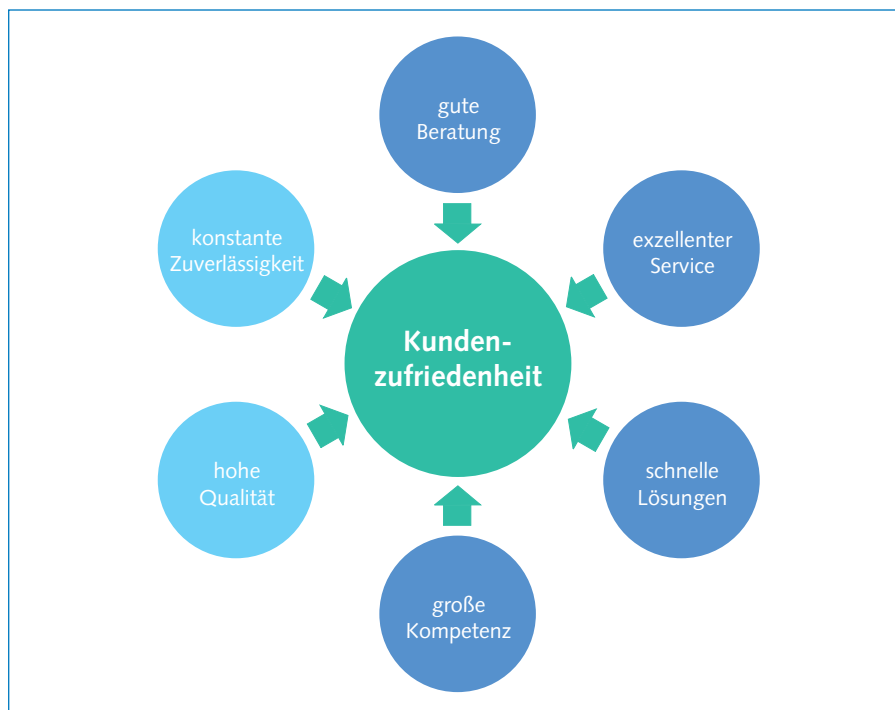 gute
Beratung
konstante
Zuverlässigkeit
exzellenter
Service
Kunden-
zufriedenheit
hohe
Qualität
schnelle
Lösungen
große
Kompetenz